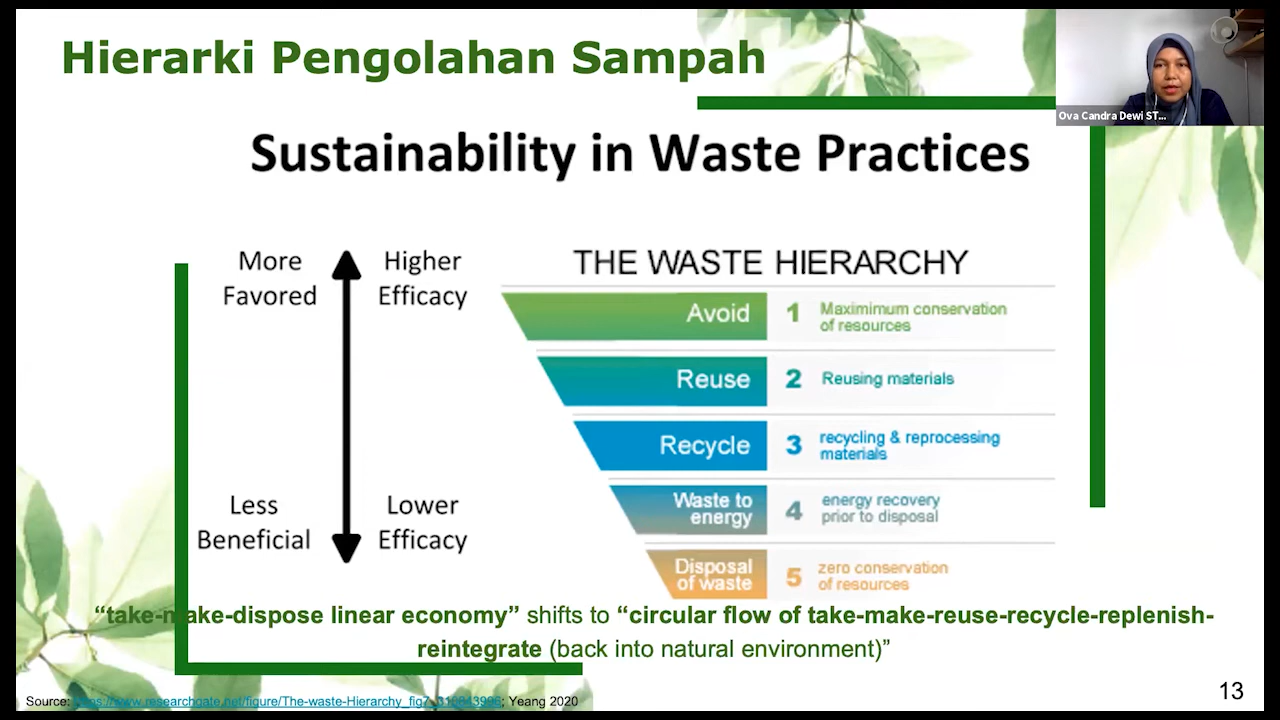 Hierarki Pengolahan Sampah
Ova Candra Dewi ST...
Sustainability in Waste Practices
More
Favored
Higher
Efficacy
Less
Beneficial
Lower
Efficacy
THE WASTE HIERARCHY
Avoid 1 Maximimum conservation
of resources
Reuse 2 Reusing materials
Recycle 3 recycling & reprocessing
materials
Waste to
energy 4 energy recovery
prior to disposal
Disposal
of waste 5 zero conservation
of resources
“take-make-dispose linear economy” shifts to “circular flow of take-make-reuse-recycle-replenish-
reintegrate (back into natural environment)”
Source: Yeang 2020
13